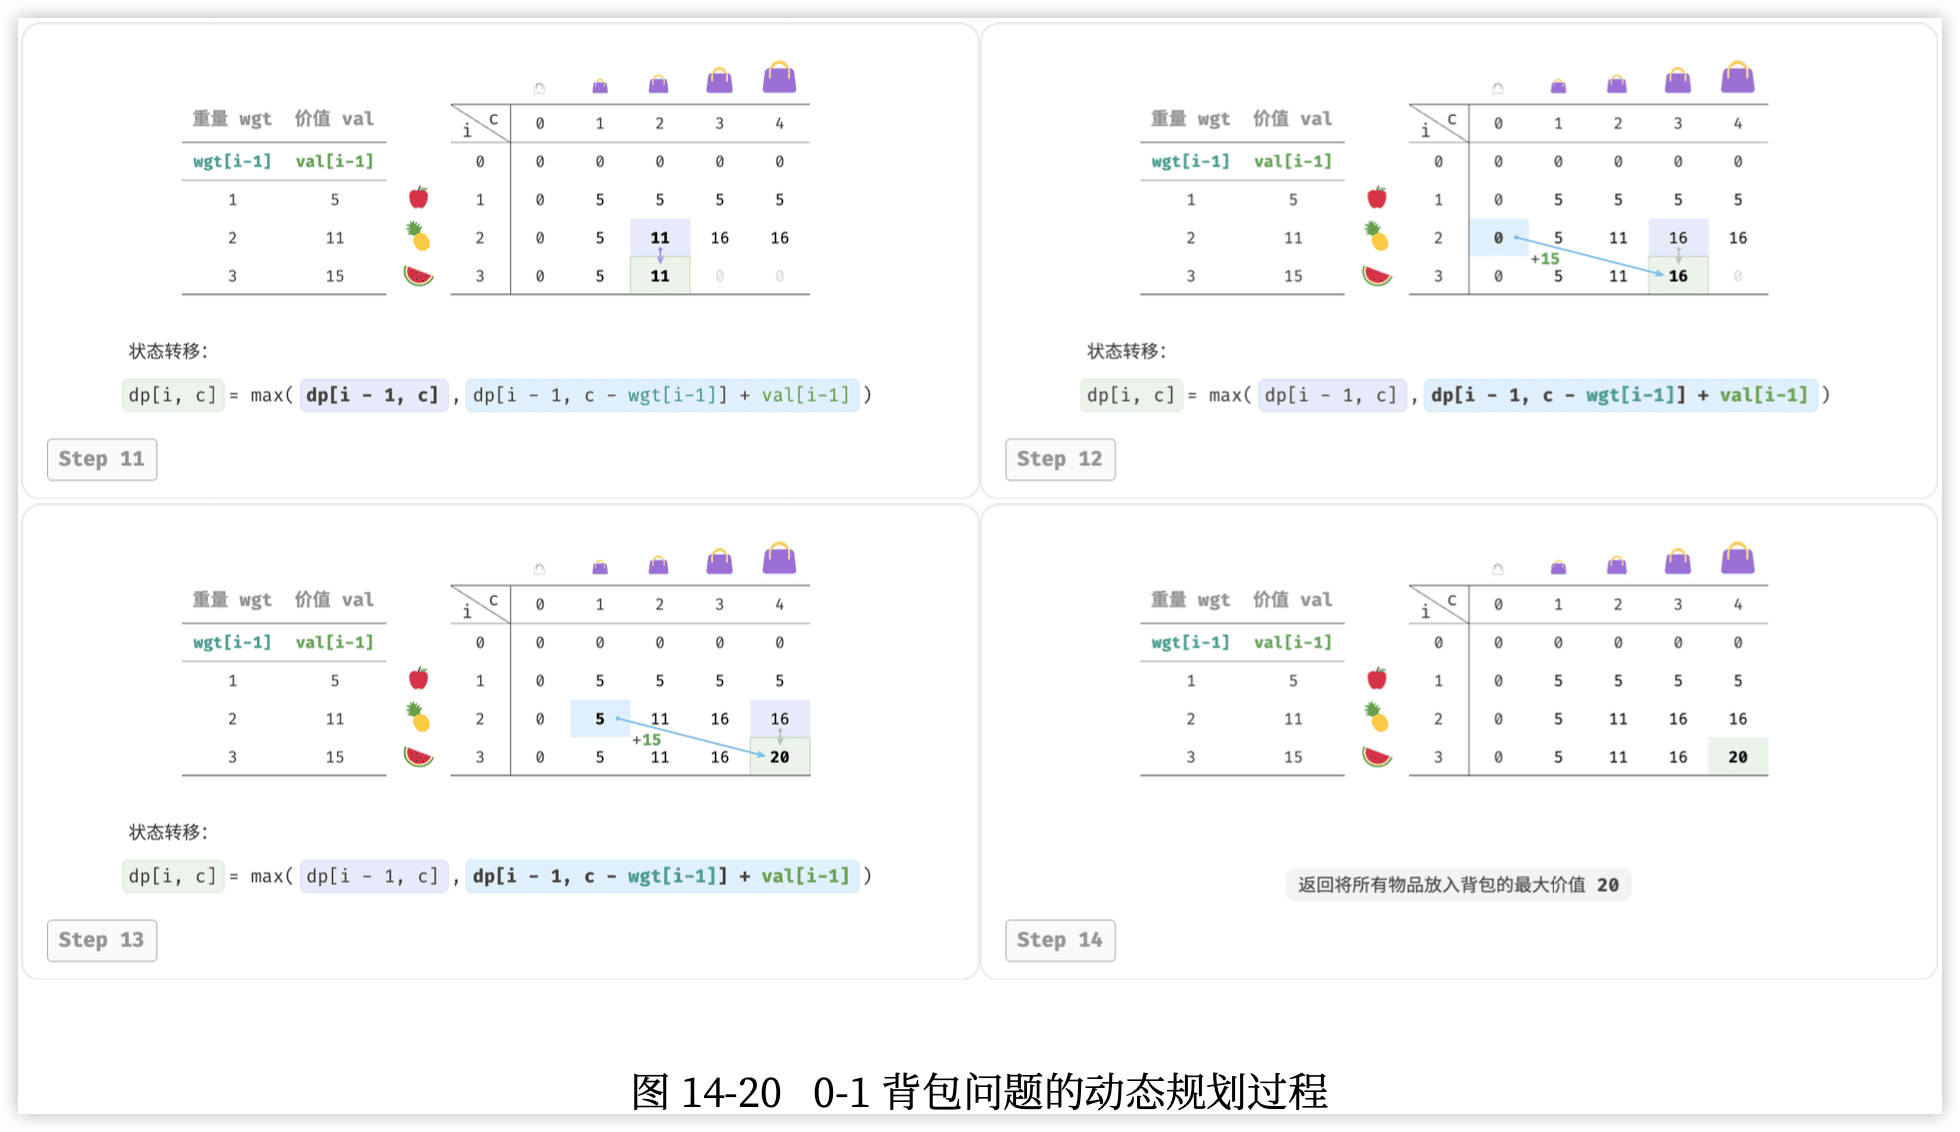 重量 wgt 价值 val
c
i 0 1 2 3 4
wgt[i-1] val[i-1] 0 0 0 0 0 0
1 5 1 0 5 5 5 5
2 11 2 0 5 11 16 16
3 15 3 0 5 11 0 0
状态转移:
dp[i, c] = max( dp[i - 1, c] , dp[i - 1, c - wgt[i-1]] + val[i-1] )
Step 11
重量 wgt 价值 val
c
i 0 1 2 3 4
wgt[i-1] val[i-1] 0 0 0 0 0 0
1 5 1 0 5 5 5 5
2 11 2 0 5 11 16 16
+15
3 15 3 0 5 11 16 0
状态转移:
dp[i, c] = max( dp[i - 1, c] , dp[i - 1, c - wgt[i-1]] + val[i-1] )
Step 12
重量 wgt 价值 val
c
i 0 1 2 3 4
wgt[i-1] val[i-1] 0 0 0 0 0 0
1 5 1 0 5 5 5 5
2 11 2 0 5 11 16 16
+15
3 15 3 0 5 11 16 20
状态转移:
dp[i, c] = max( dp[i - 1, c] , dp[i - 1, c - wgt[i-1]] + val[i-1] )
Step 13
重量 wgt 价值 val
c
i 0 1 2 3 4
wgt[i-1] val[i-1] 0 0 0 0 0 0
1 5 1 0 5 5 5 5
2 11 2 0 5 11 16 16
3 15 3 0 5 11 16 20
返回将所有物品放入背包的最大价值 20
Step 14
图 14-20 0-1 背包问题的动态规划过程